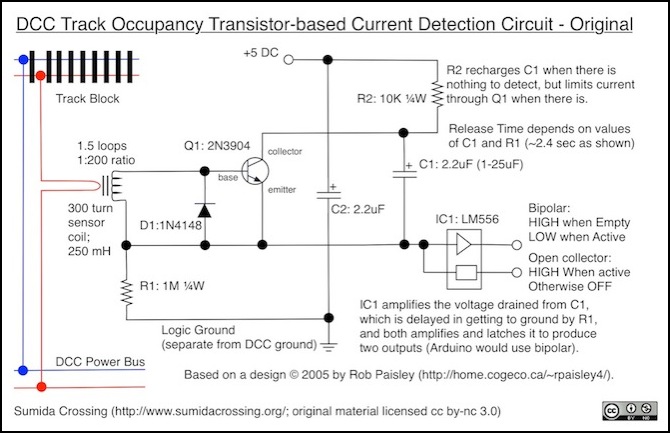 DCC Track Occupancy Transistor-based Current Detection Circuit - Original
+5 DC
R2 recharges C1 when there is
nothing to detect, but limits current
through Q1 when there is.
R2: 10K ¼W
Track Block
Release Time depends on values
of C1 and R1 (~2.4 sec as shown)
1.5 loops
1:200 ratio
Q1: 2N3904
collector
base
emitter
+
C1: 2.2uF (1-25uF)
+
C2: 2.2uF
300 turn
sensor
coil;
250 mH
D1:1N4148
IC1: LM556
Bipolar:
HIGH when Empty
LOW when Active
Open collector:
HIGH When active
Otherwise OFF
R1: 1M ¼W
IC1 amplifies the voltage drained from C1,
which is delayed in getting to ground by R1,
and both amplifies and latches it to produce
two outputs (Arduino would use bipolar).
Logic Ground
(separate from DCC ground)
DCC Power Bus
Based on a design © 2005 by Rob Paisley (http://home.cogeco.ca/~rpaisley4/).
Sumida Crossing (http://www.sumidacrossing.org/; original material licensed cc by-nc 3.0)
cc
BY NC